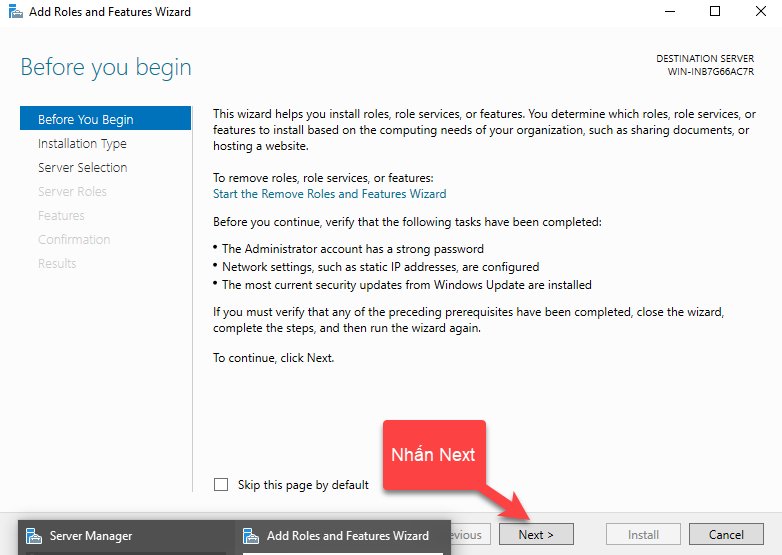 Add Roles and Features Wizard
Before you begin
DESTINATION SERVER
WIN-INB7G66AC7R
Before You Begin
Installation Type
Server Selection
Server Roles
Features
Confirmation
Results
This wizard helps you install roles, role services, or features. You determine which roles, role services, or
features to install based on the computing needs of your organization, such as sharing documents, or
hosting a website.
To remove roles, role services, or features:
Start the Remove Roles and Features Wizard
Before you continue, verify that the following tasks have been completed:
• The Administrator account has a strong password
• Network settings, such as static IP addresses, are configured
• The most current security updates from Windows Update are installed
If you must verify that any of the preceding prerequisites have been completed, close the wizard,
complete the steps, and then run the wizard again.
To continue, click Next.
Nhấn Next
Skip this page by default
Server Manager
Add Roles and Features Wizard
evious
Next >
Install
Cancel